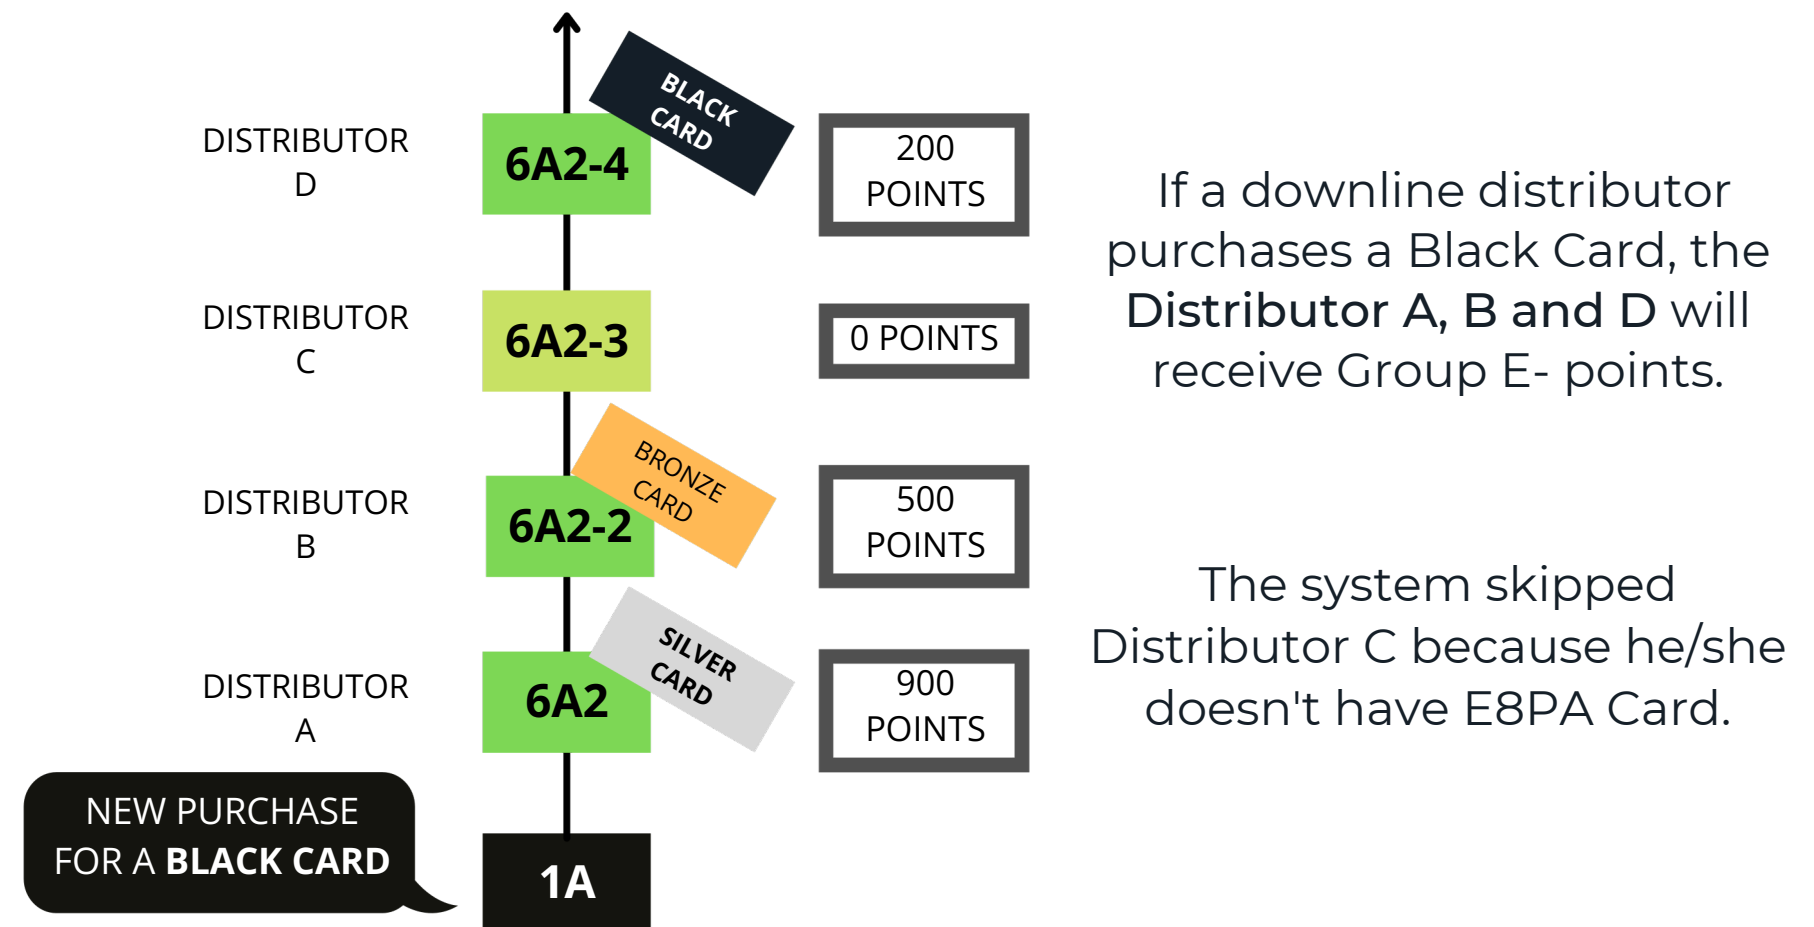 DISTRIBUTOR
D
6A2-4
BLACK
CARD
200
POINTS
DISTRIBUTOR
C
6A2-3
0 POINTS
DISTRIBUTOR
B
6A2-2
BRONZE
CARD
500
POINTS
DISTRIBUTOR
A
6A2
SILVER
CARD
900
POINTS
NEW PURCHASE
FOR A BLACK CARD
1A
If a downline distributor
purchases a Black Card, the
Distributor A, B and D will
receive Group E- points.
The system skipped
Distributor C because he/she
doesn't have E8PA Card.